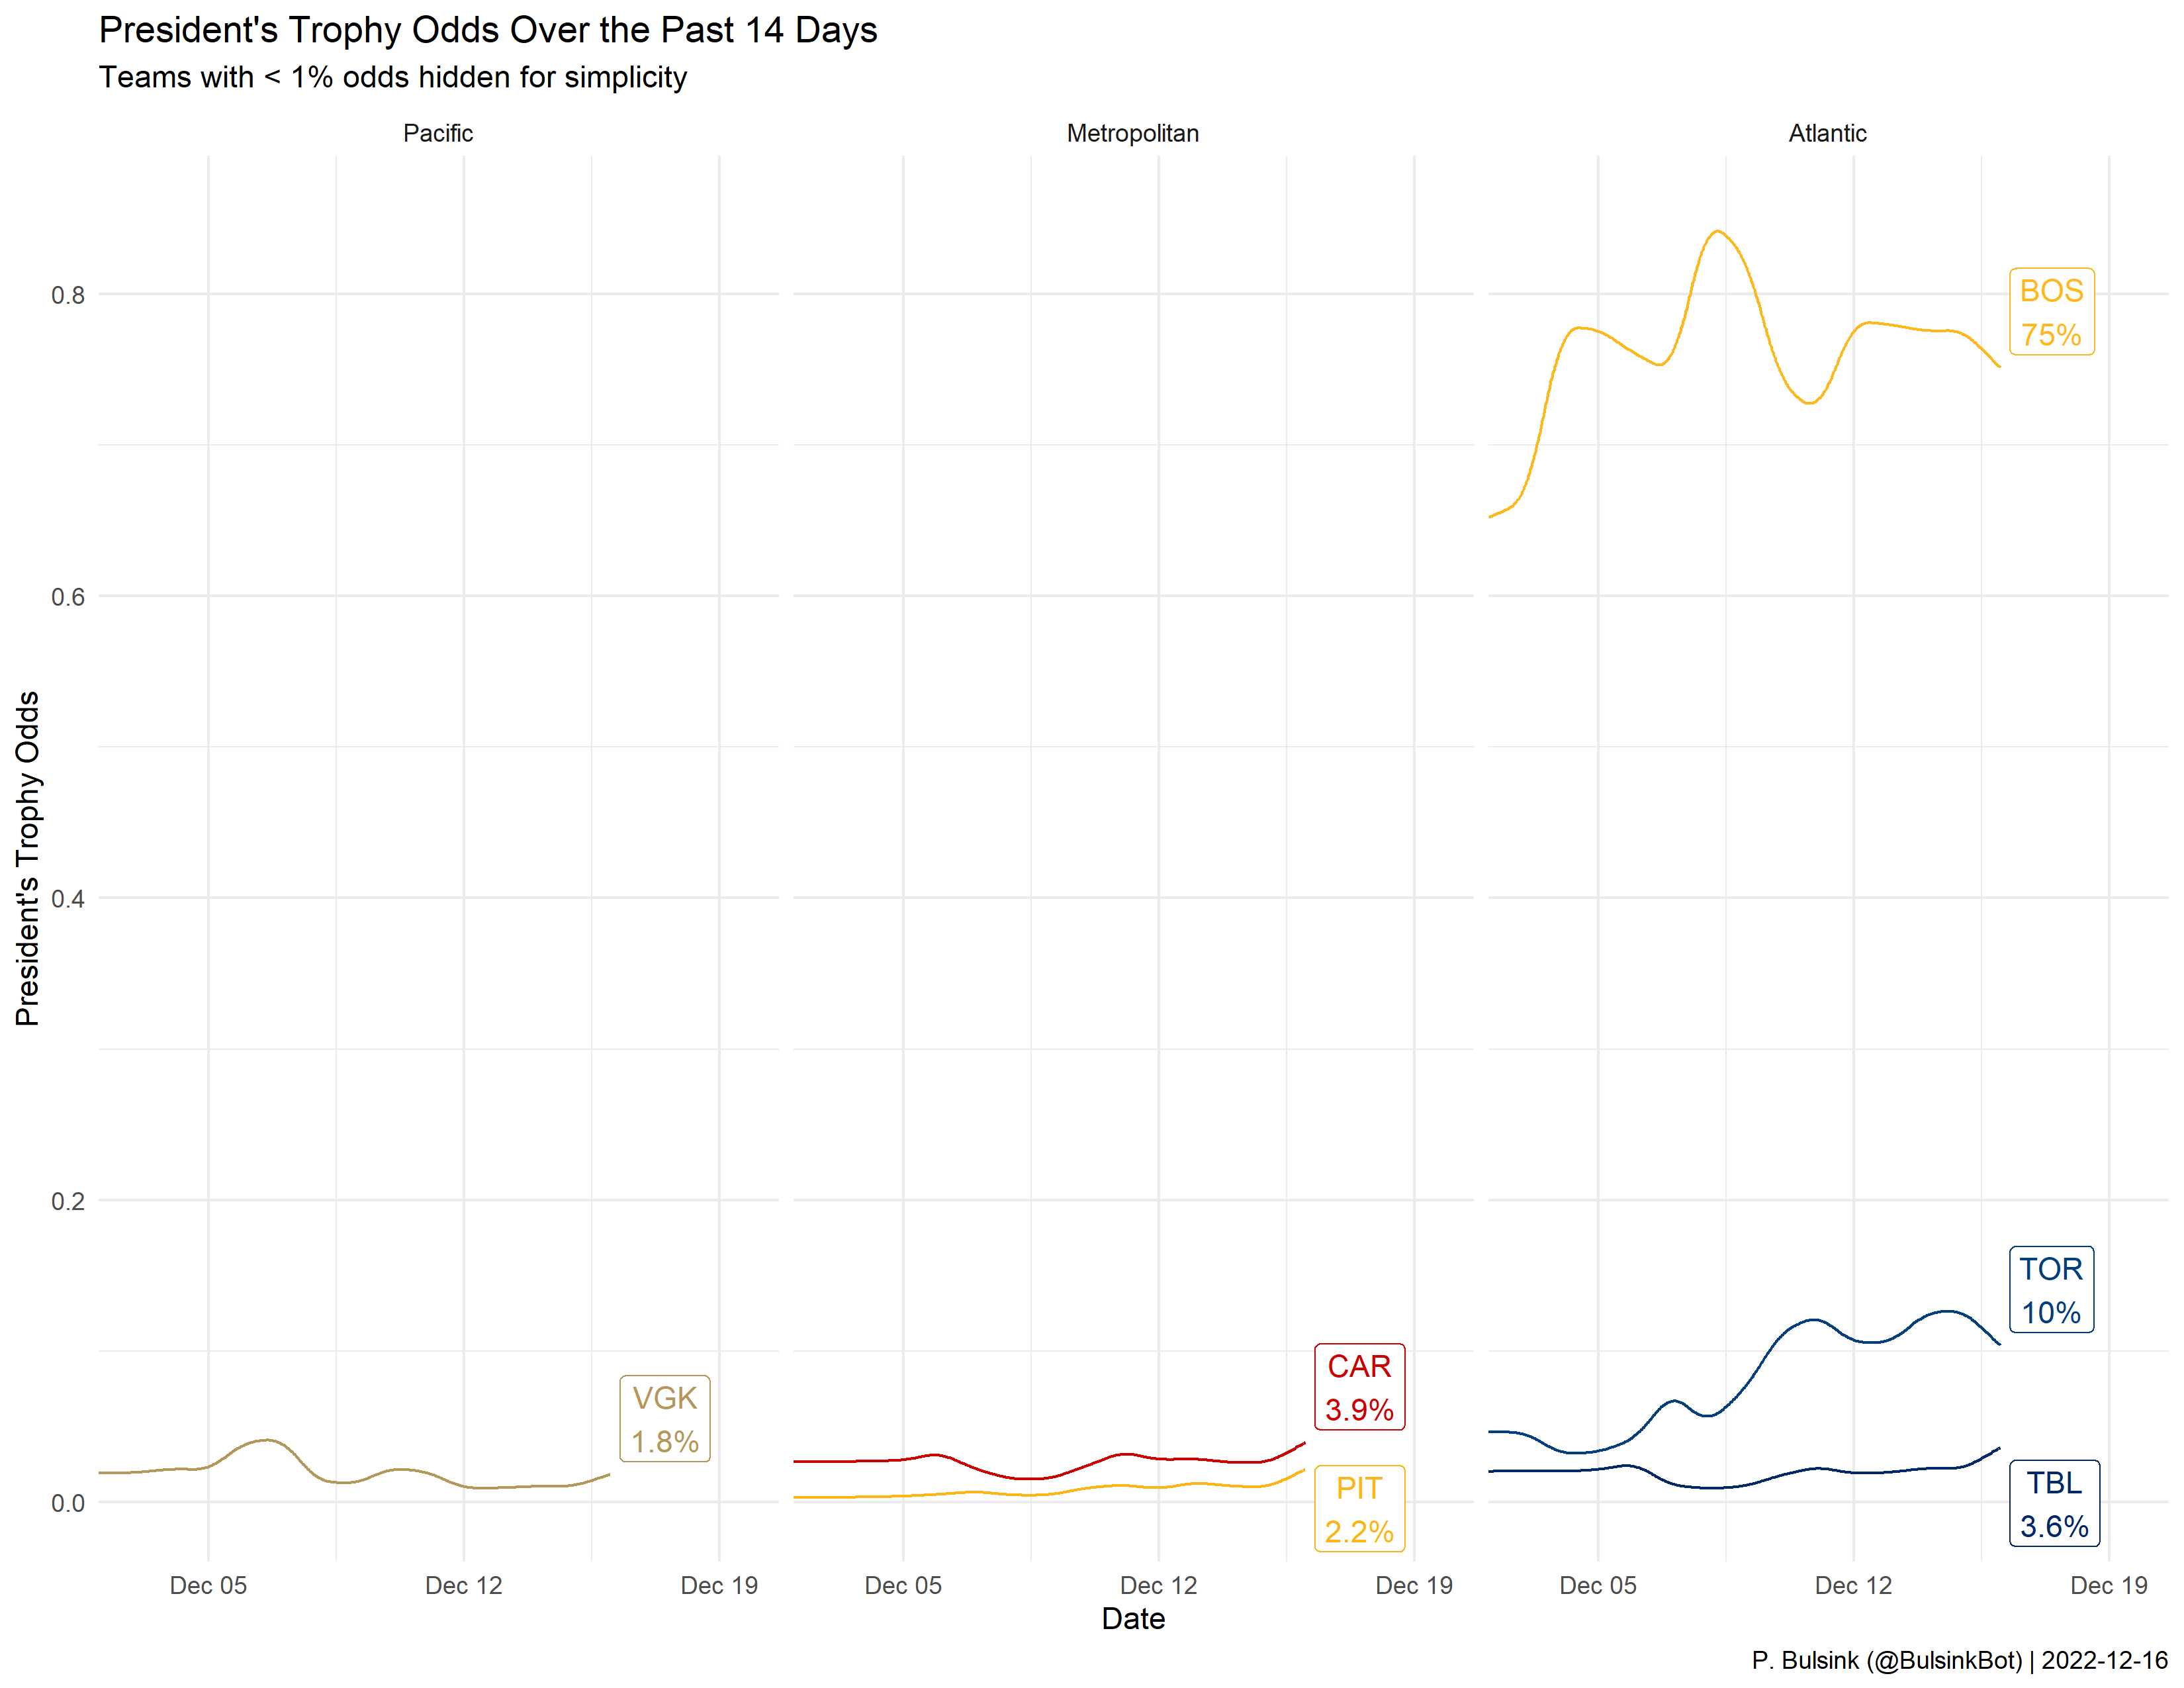 President's Trophy Odds Over the Past 14 Days
Teams with < 1% odds hidden for simplicity
Pacific
Metropolitan
Atlantic
President's Trophy Odds
0.8
0.6
0.4
0.2
0.0
VGK
1.8%
CAR
3.9%
PIT
2.2%
BOS
75%
TOR
10%
TBL
3.6%
Dec 05
Dec 12
Dec 19
Dec 05
Dec 12
Dec 19
Dec 05
Dec 12
Dec 19
Date
P. Bulsink (@BulsinkBot) | 2022-12-16